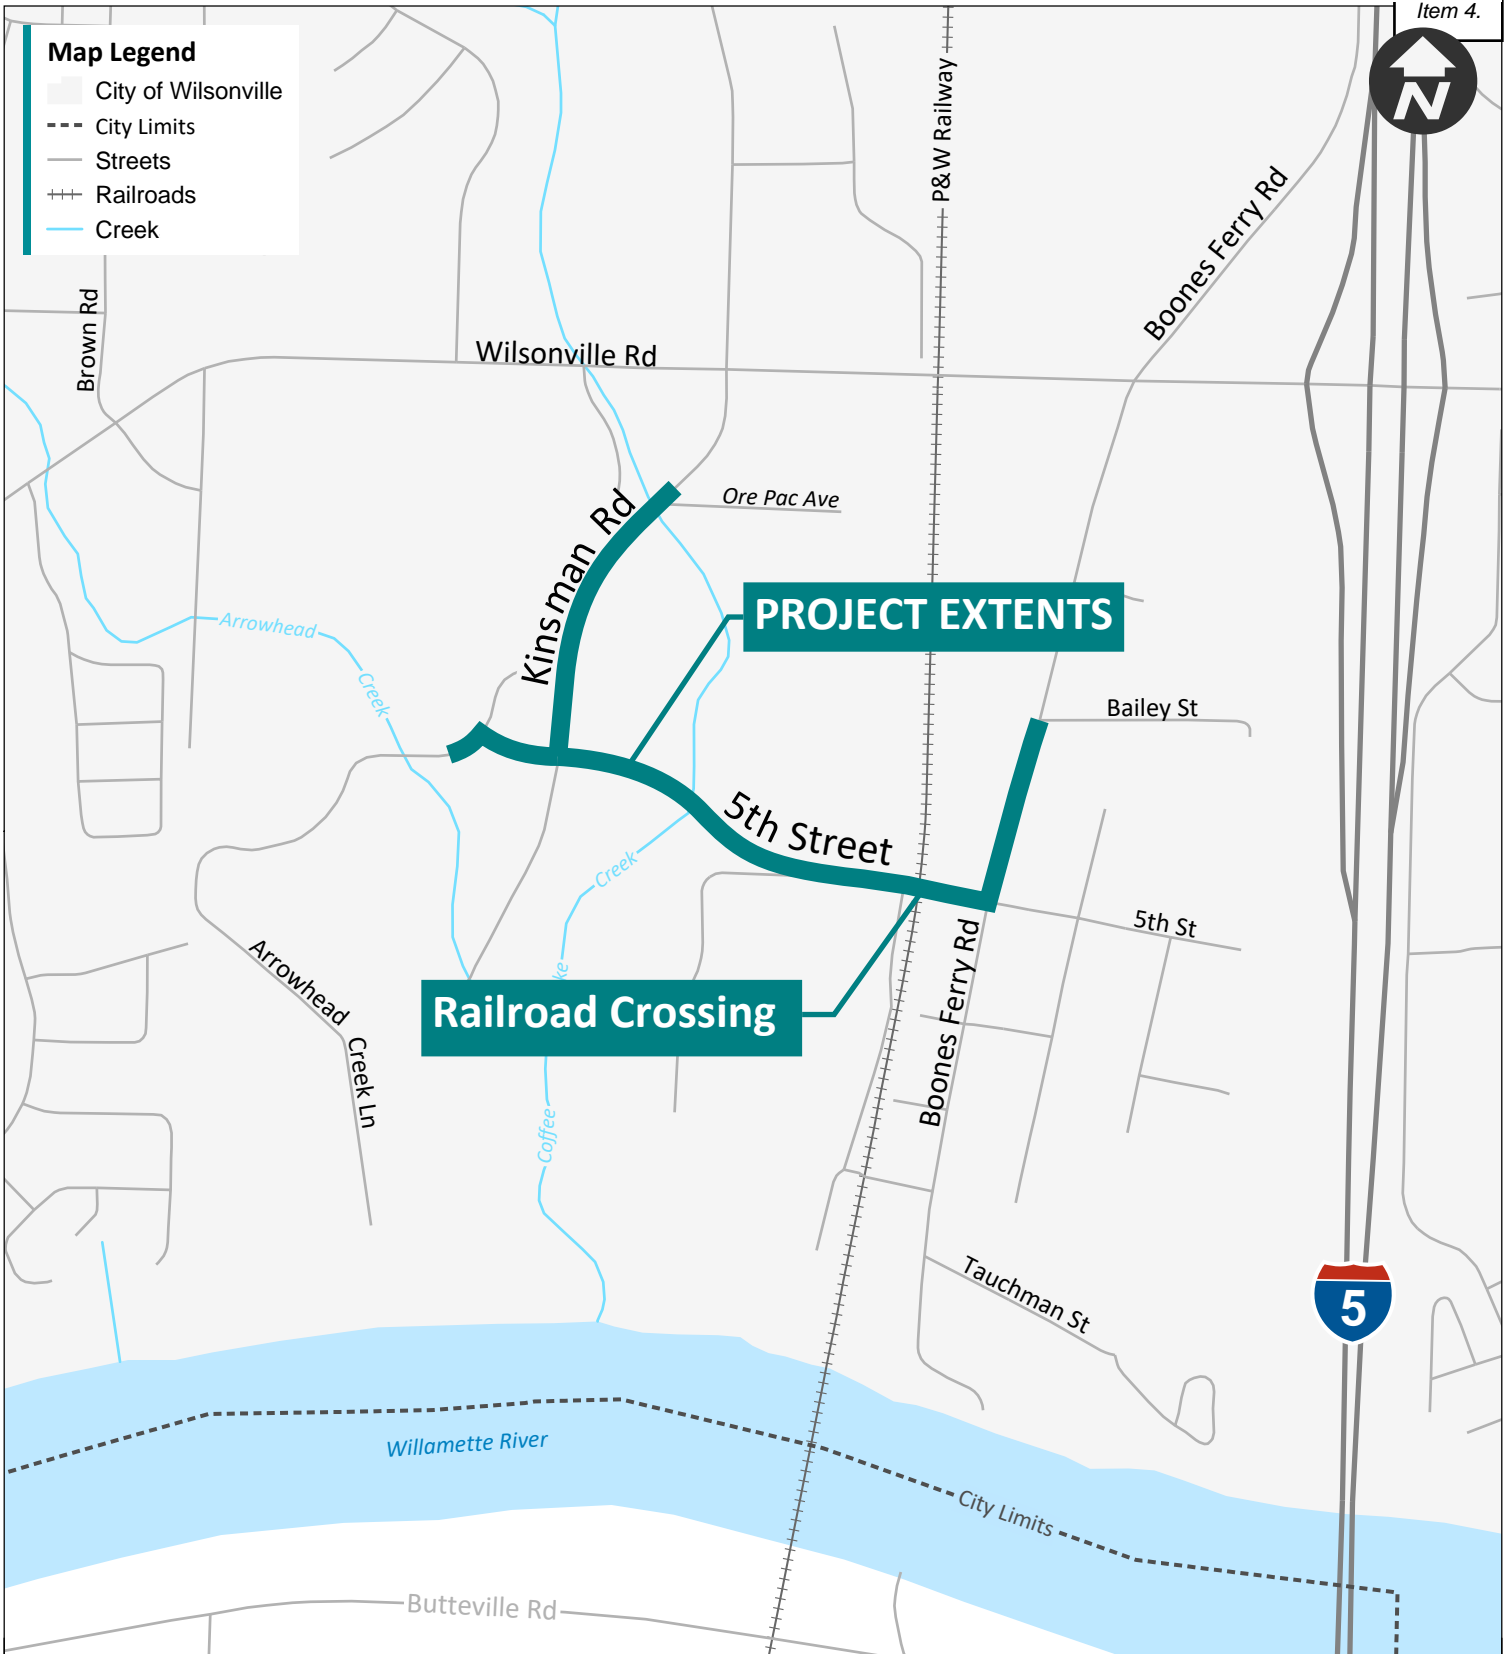 Item 4.
N
Map Legend
City of Wilsonville
City Limits
Streets
Railroads
Creek
P&W Railway
Boones Ferry Rd
Brown Rd
Wilsonville Rd
Ore Pac Ave
Kinsman Rd
PROJECT EXTENTS
Arrowhead
Creek
Bailey St
5th Street
Creek
5th St
Arrowhead
Creek Ln
ke
Railroad Crossing
Boones Ferry Rd
Coffee
Tauchman St
5
Willamette River
City Limits
Butteville Rd